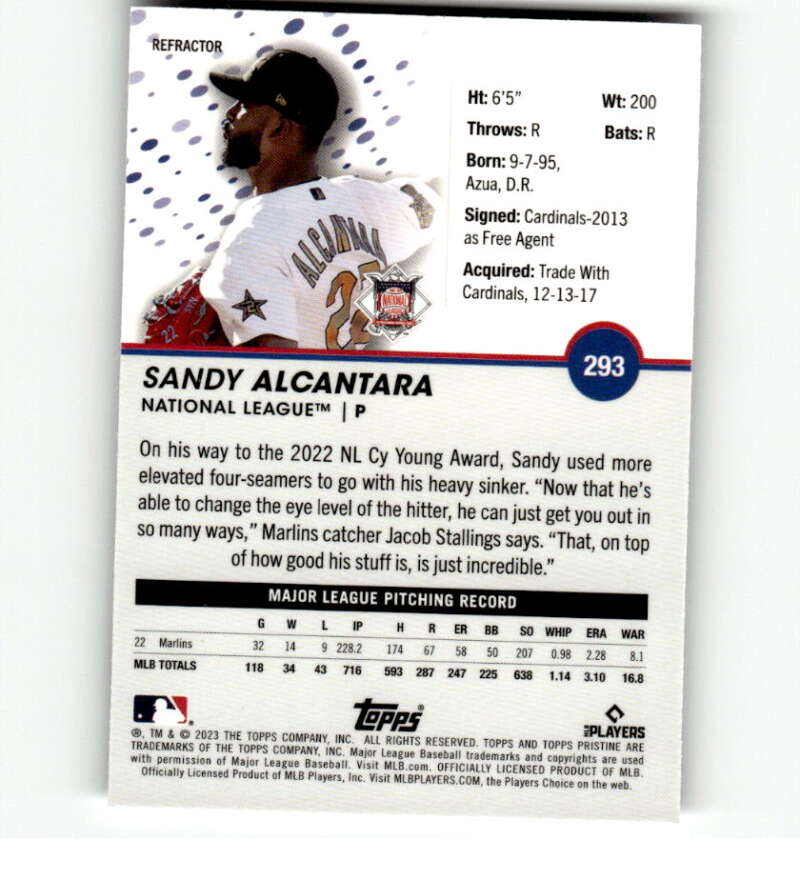 REFRACTOR
Ht: 6'5" Wt: 200
Throws: R Bats: R
Born: 9-7-95,
Azua, D.R.
Signed: Cardinals-2013
as Free Agent
Acquired: Trade With
Cardinals, 12-13-17
ALCANTARA
22
NATIONAL
293
SANDY ALCANTARA
NATIONAL LEAGUE™ | P
On his way to the 2022 NL Cy Young Award, Sandy used more
elevated four-seamers to go with his heavy sinker. “Now that he's
able to change the eye level of the hitter, he can just get you out in
so many ways,” Marlins catcher Jacob Stallings says. “That, on top
of how good his stuff is, is just incredible.”
MAJOR LEAGUE PITCHING RECORD
G W L IP H R ER BB SO WHIP ERA WAR
22 Marlins 32 14 9 228.2 174 67 58 50 207 0.98 2.28 8.1
MLB TOTALS 118 34 43 716 593 287 247 225 638 1.14 3.10 16.8
Topps®
MLB PLAYERS
®, TM & © 2023 THE TOPPS COMPANY, INC. ALL RIGHTS RESERVED. TOPPS AND TOPPS PRISTINE ARE
TRADEMARKS OF THE TOPPS COMPANY, INC. Major League Baseball trademarks and copyrights are used
with permission of Major League Baseball. Visit MLB.com. OFFICIALLY LICENSED PRODUCT OF MLB.
Officially Licensed Product of MLB Players, Inc. Visit MLBPLAYERS.COM, the Players Choice on the web.